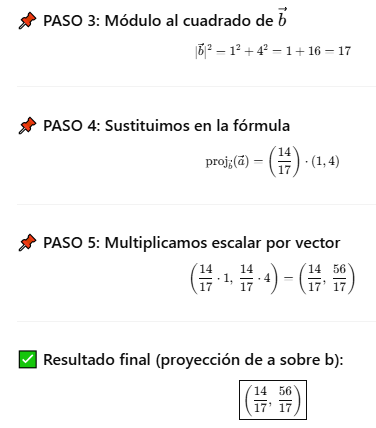 📌 PASO 3: Módulo al cuadrado de $\vec{b}$
$|\vec{b}|^2 = 1^2 + 4^2 = 1 + 16 = 17$
📌 PASO 4: Sustituimos en la fórmula
$\text{proj}_{\vec{b}}(\vec{a}) = \left(\frac{14}{17}\right) \cdot (1, 4)$
📌 PASO 5: Multiplicamos escalar por vector
$\left(\frac{14}{17} \cdot 1, \frac{14}{17} \cdot 4\right) = \left(\frac{14}{17}, \frac{56}{17}\right)$
✅ Resultado final (proyección de a sobre b):
$\left(\frac{14}{17}, \frac{56}{17}\right)$